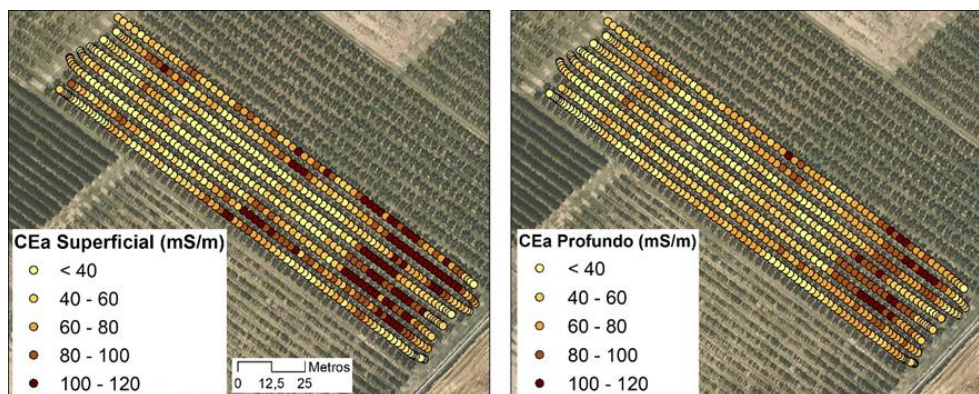 CEa Superficial (mS/m)
< 40
40 - 60
60 - 80
80 - 100
100 - 120
Metros
0 12,5 25
CEa Profundo (mS/m)
< 40
40 - 60
60 - 80
80 - 100
100 - 120